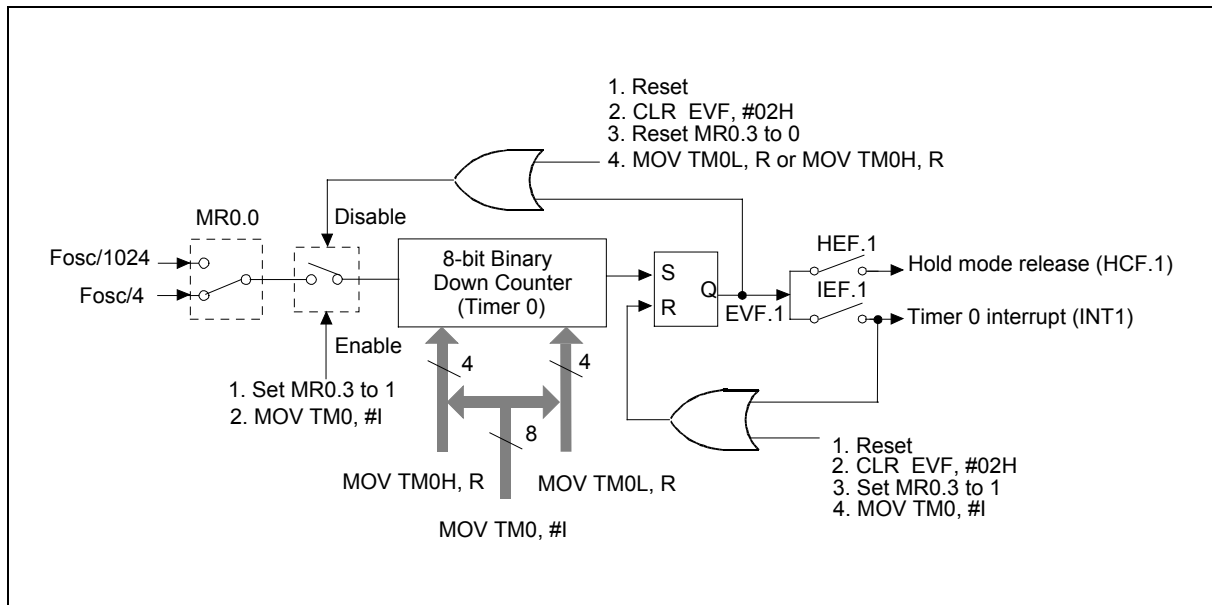 1. Reset
2. CLR EVF, #02H
3. Reset MR0.3 to 0
4. MOV TM0L, R or MOV TM0H, R
MR0.0
Disable
Fosc/1024
Fosc/4
8-bit Binary
Down Counter
(Timer 0)
S
R
Q
EVF.1
HEF.1
Hold mode release (HCF.1)
IEF.1
Timer 0 interrupt (INT1)
Enable
1. Set MR0.3 to 1
2. MOV TM0, #I
4
4
8
MOV TM0H, R
MOV TM0L, R
MOV TM0, #I
1. Reset
2. CLR EVF, #02H
3. Set MR0.3 to 1
4. MOV TM0, #I